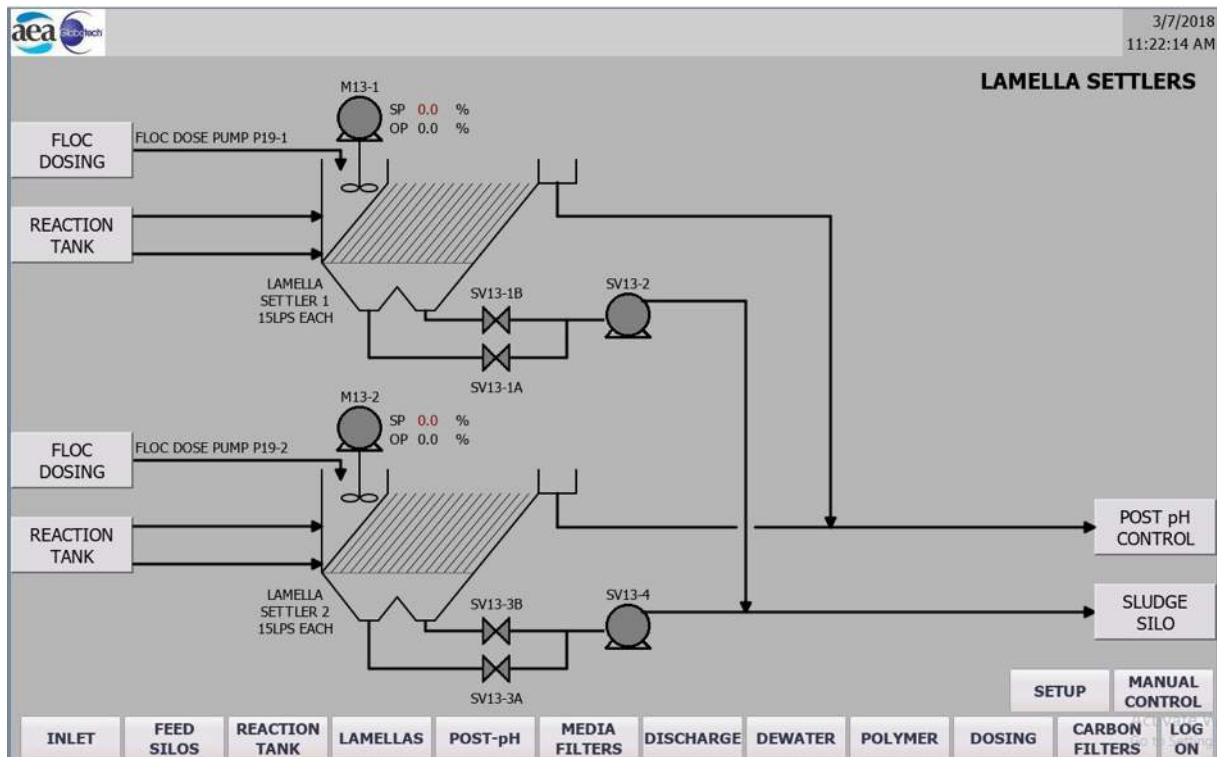 aea Globotech
3/7/2018
11:22:14 AM
LAMELLA SETTLERS
M13-1
SP 0.0 %
OP 0.0 %
FLOC
DOSING
FLOC DOSE PUMP P19-1
REACTION
TANK
LAMELLA
SETTLER 1
15LPS EACH
SV13-1B
SV13-2
SV13-1A
M13-2
SP 0.0 %
OP 0.0 %
FLOC
DOSING
FLOC DOSE PUMP P19-2
REACTION
TANK
POST pH
CONTROL
LAMELLA
SETTLER 2
15LPS EACH
SV13-3B
SV13-4
SLUDGE
SILO
SV13-3A
SETUP
MANUAL
CONTROL
INLET
FEED
SILOS
REACTION
TANK
LAMELLAS
POST-pH
MEDIA
FILTERS
DISCHARGE
DEWATER
POLYMER
DOSING
CARBON
FILTERS
LOG
ON